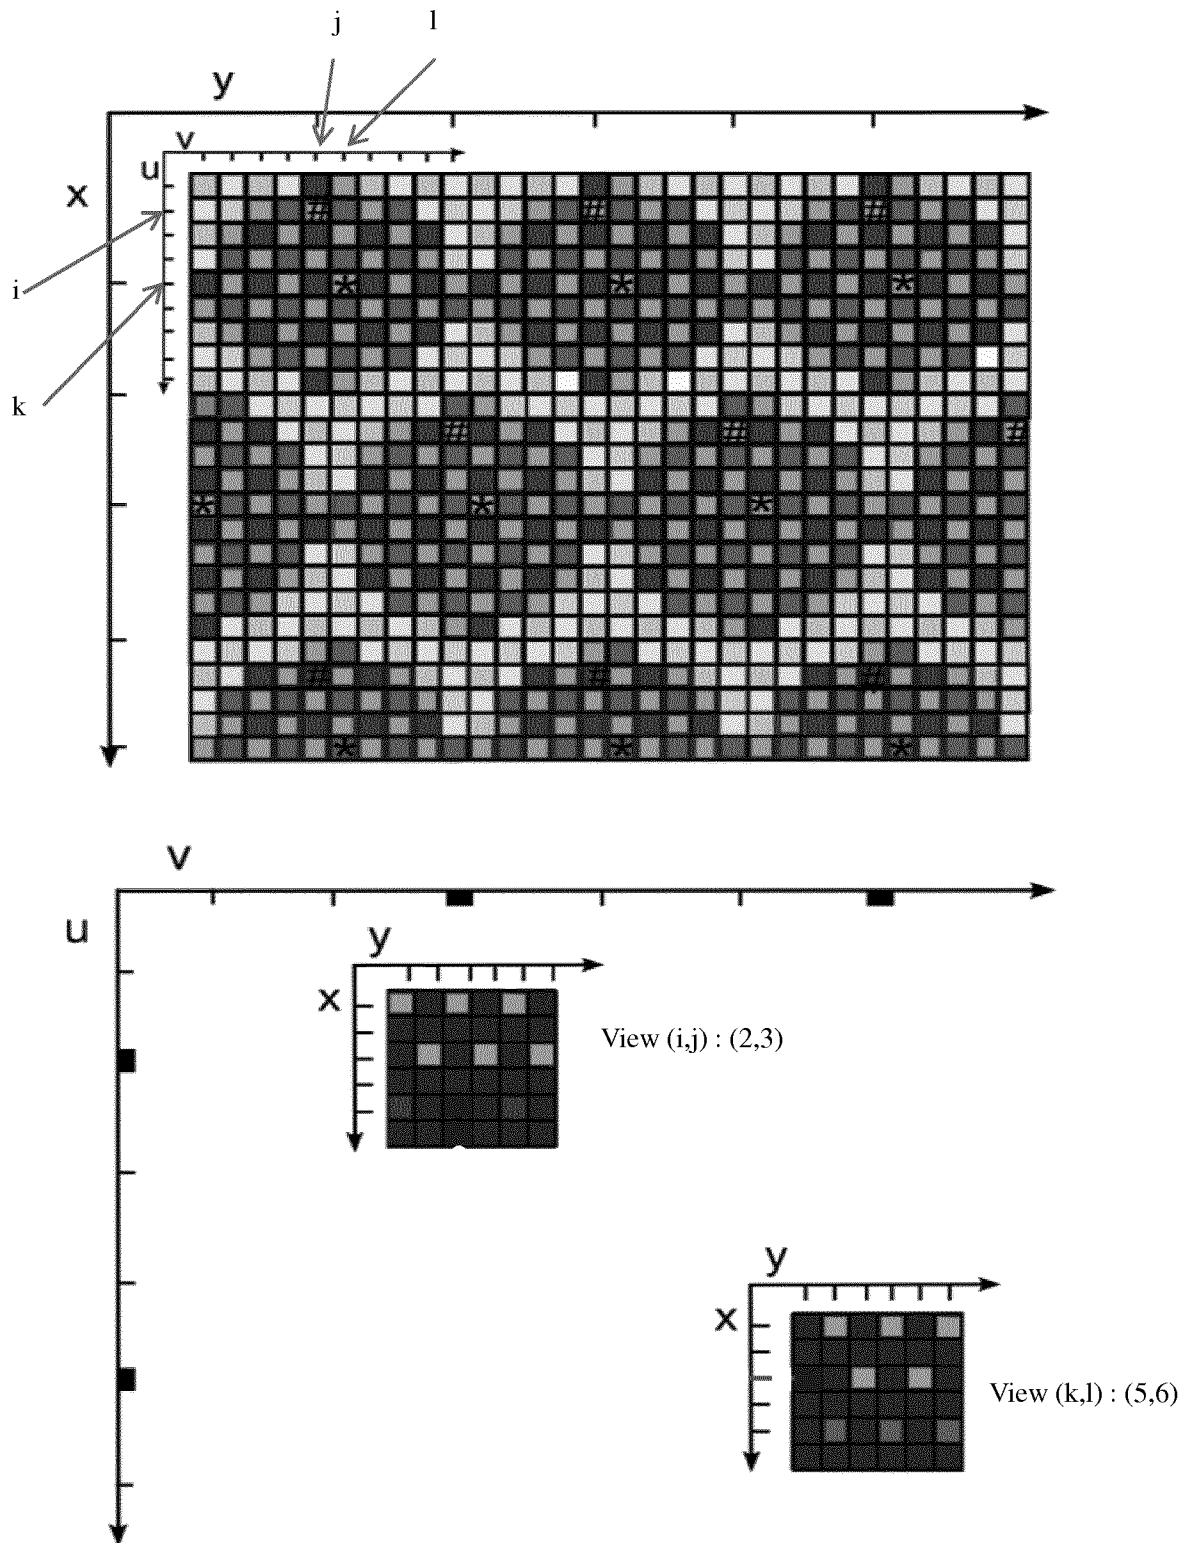 j l
y
v
u
x
i
k
# # #
* * *
# # #
* * *
# # #
* * *
v
u
y
x
View (i,j) : (2,3)
y
x
View (k,l) : (5,6)